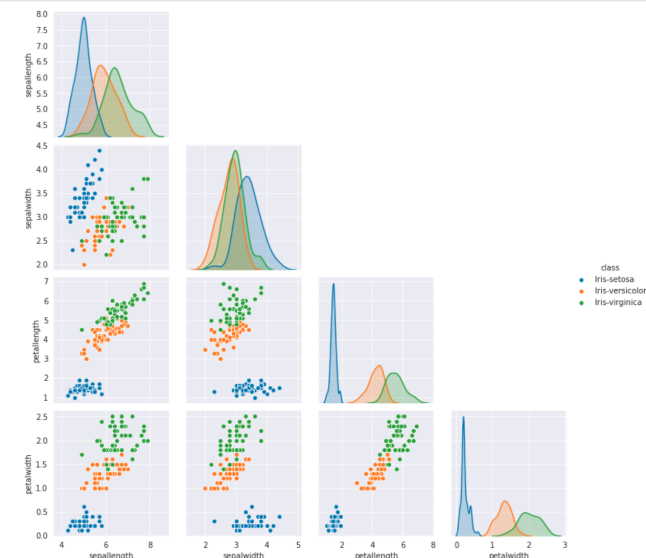 8.0
7.5
7.0
6.5
6.0
5.5
5.0
4.5
sepallength
4.5
4.0
3.5
3.0
2.5
2.0
sepalwidth
class
Iris-setosa
Iris-versicolor
Iris-virginica
7
6
5
4
3
2
1
petallength
2.5
2.0
1.5
1.0
0.5
0.0
petalwidth
4 6 8
2 3 4 5
2 4 6 8
0 1 2 3
sepallength
sepalwidth
petallength
petalwidth